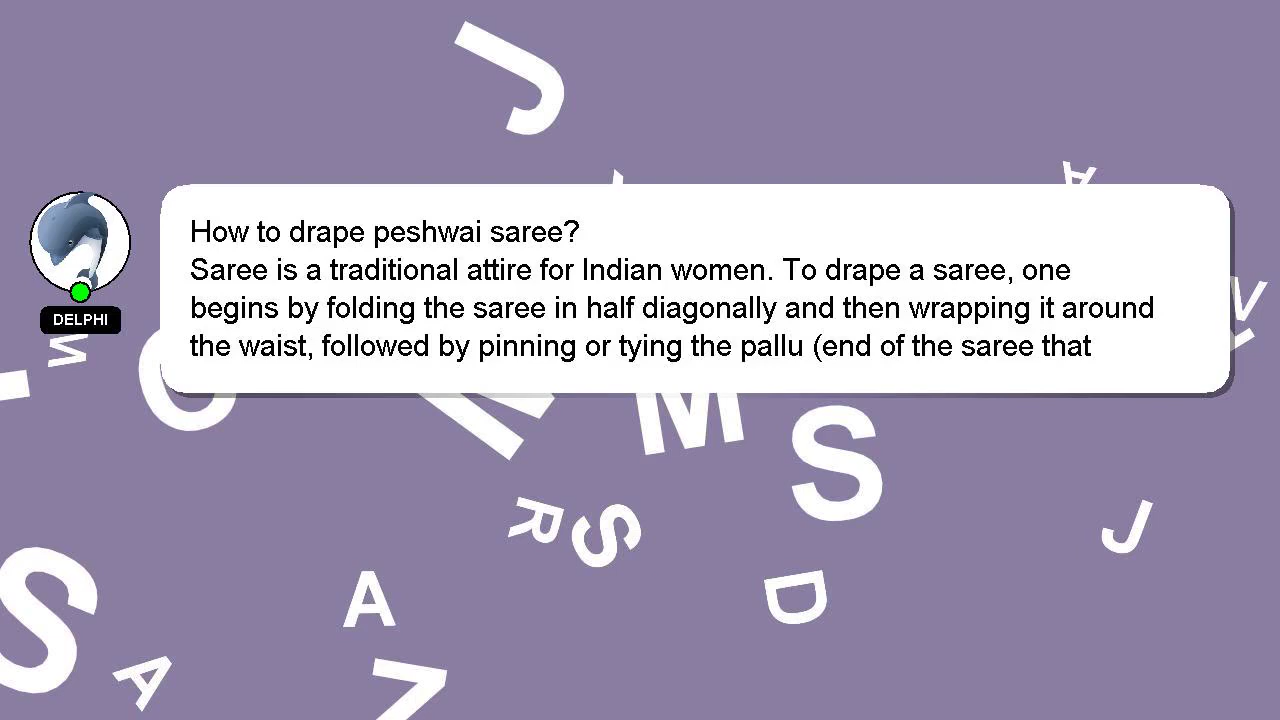 How to drape peshwai saree?
Saree is a traditional attire for Indian women. To drape a saree, one
begins by folding the saree in half diagonally and then wrapping it around
the waist, followed by pinning or tying the pallu (end of the saree that
DELPHI
J
A
V
W
O
M
S
R
S
J
D
A
S
A
Z